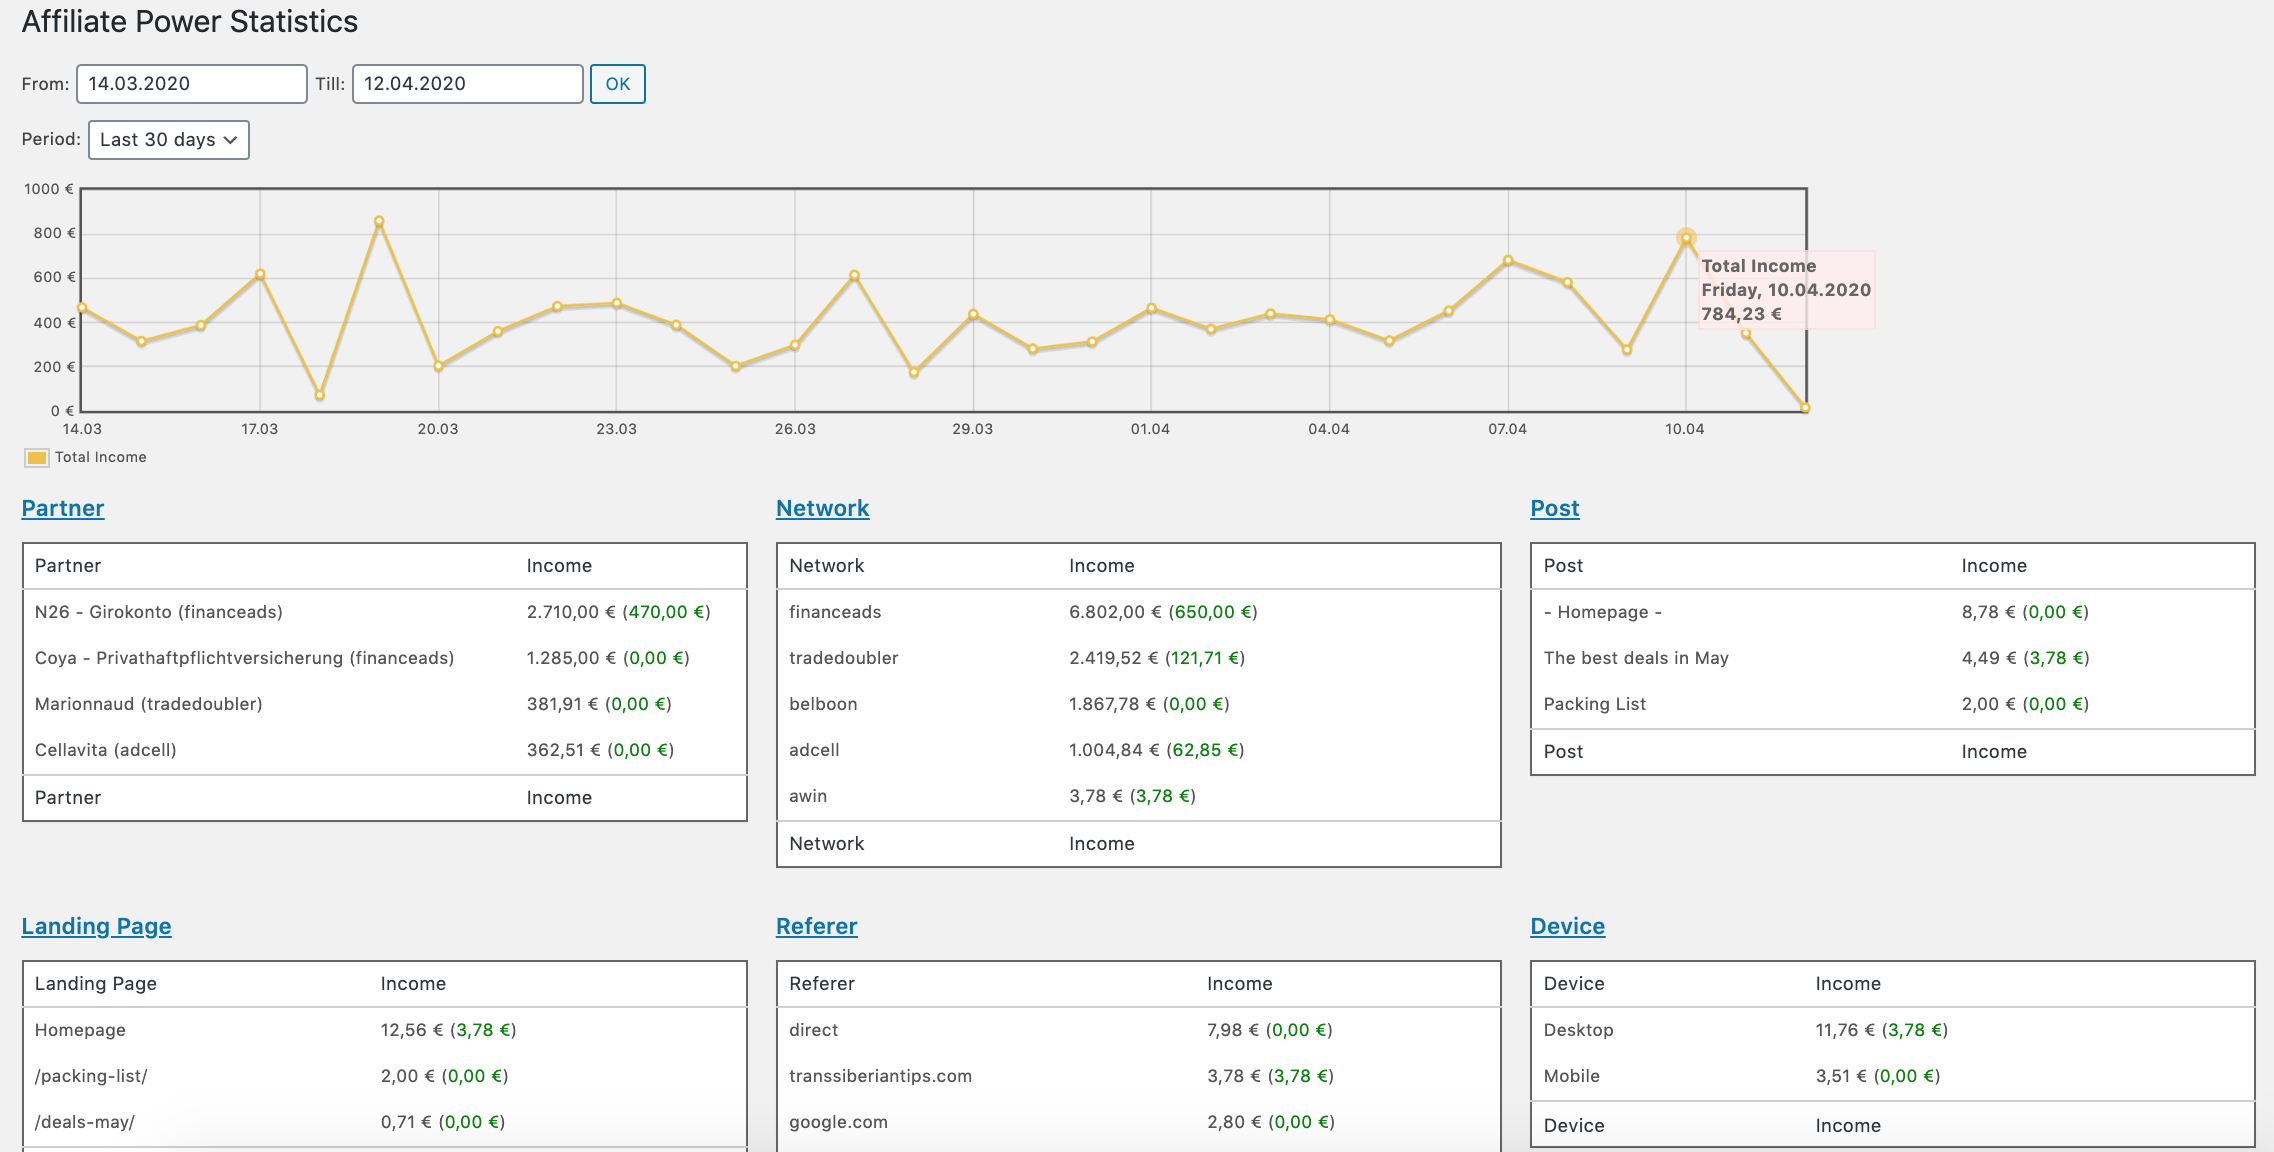 Affiliate Power Statistics
From: 14.03.2020 Till: 12.04.2020 OK
Period: Last 30 days
1000 €
800 €
600 €
400 €
200 €
0 €
Total Income
Friday, 10.04.2020
784,23 €
14.03 17.03 20.03 23.03 26.03 29.03 01.04 04.04 07.04 10.04
Total Income
Partner
Partner Income
N26 - Girokonto (financeads) 2.710,00 € (470,00 €)
Coya - Privathaftpflichtversicherung (financeads) 1.285,00 € (0,00 €)
Marionnaud (tradedoubler) 381,91 € (0,00 €)
Cellavita (adcell) 362,51 € (0,00 €)
Partner Income
Network
Network Income
financeads 6.802,00 € (650,00 €)
tradedoubler 2.419,52 € (121,71 €)
belboon 1.867,78 € (0,00 €)
adcell 1.004,84 € (62,85 €)
awin 3,78 € (3,78 €)
Network Income
Post
Post Income
- Homepage - 8,78 € (0,00 €)
The best deals in May 4,49 € (3,78 €)
Packing List 2,00 € (0,00 €)
Post Income
Landing Page
Landing Page Income
Homepage 12,56 € (3,78 €)
/packing-list/ 2,00 € (0,00 €)
/deals-may/ 0,71 € (0,00 €)
Referer
Referer Income
direct 7,98 € (0,00 €)
transsiberiantips.com 3,78 € (3,78 €)
google.com 2,80 € (0,00 €)
Device
Device Income
Desktop 11,76 € (3,78 €)
Mobile 3,51 € (0,00 €)
Device Income